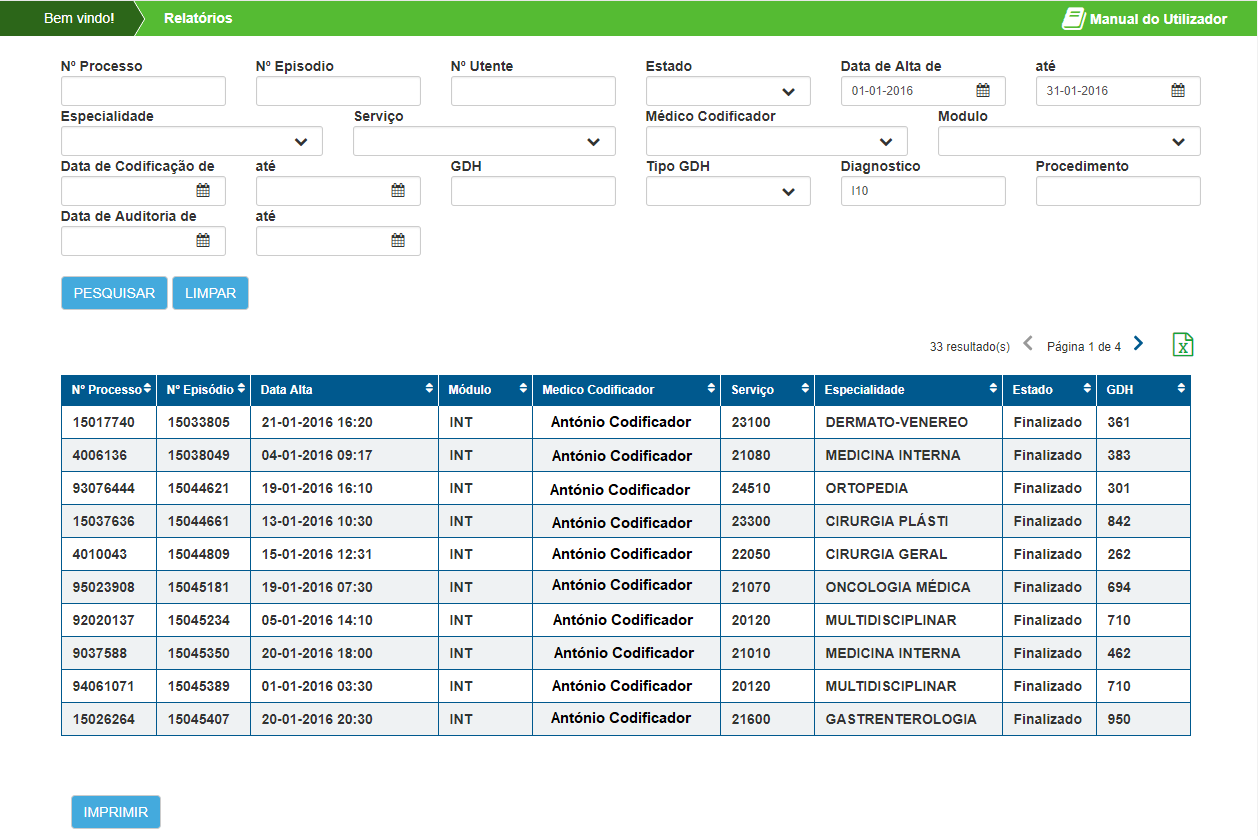 Bem vindo! Relatórios Manual do Utilizador
Nº Processo Nº Episodio Nº Utente Estado Data de Alta de até
01-01-2016 31-01-2016
Especialidade Serviço Médico Codificador Modulo
Data de Codificação de até GDH Tipo GDH Diagnostico Procedimento
I10
Data de Auditoria de até
PESQUISAR LIMPAR
33 resultado(s) Página 1 de 4
Nº Processo Nº Episódio Data Alta Módulo Medico Codificador Serviço Especialidade Estado GDH
15017740 15033805 21-01-2016 16:20 INT António Codificador 23100 DERMATO-VENEREO Finalizado 361
4006136 15038049 04-01-2016 09:17 INT António Codificador 21080 MEDICINA INTERNA Finalizado 383
93076444 15044621 19-01-2016 16:10 INT António Codificador 24510 ORTOPEDIA Finalizado 301
15037636 15044661 13-01-2016 10:30 INT António Codificador 23300 CIRURGIA PLÁSTI Finalizado 842
4010043 15044809 15-01-2016 12:31 INT António Codificador 22050 CIRURGIA GERAL Finalizado 262
95023908 15045181 19-01-2016 07:30 INT António Codificador 21070 ONCOLOGIA MÉDICA Finalizado 694
92020137 15045234 05-01-2016 14:10 INT António Codificador 20120 MULTIDISCIPLINAR Finalizado 710
9037588 15045350 20-01-2016 18:00 INT António Codificador 21010 MEDICINA INTERNA Finalizado 462
94061071 15045389 01-01-2016 03:30 INT António Codificador 20120 MULTIDISCIPLINAR Finalizado 710
15026264 15045407 20-01-2016 20:30 INT António Codificador 21600 GASTRENTEROLOGIA Finalizado 950
IMPRIMIR